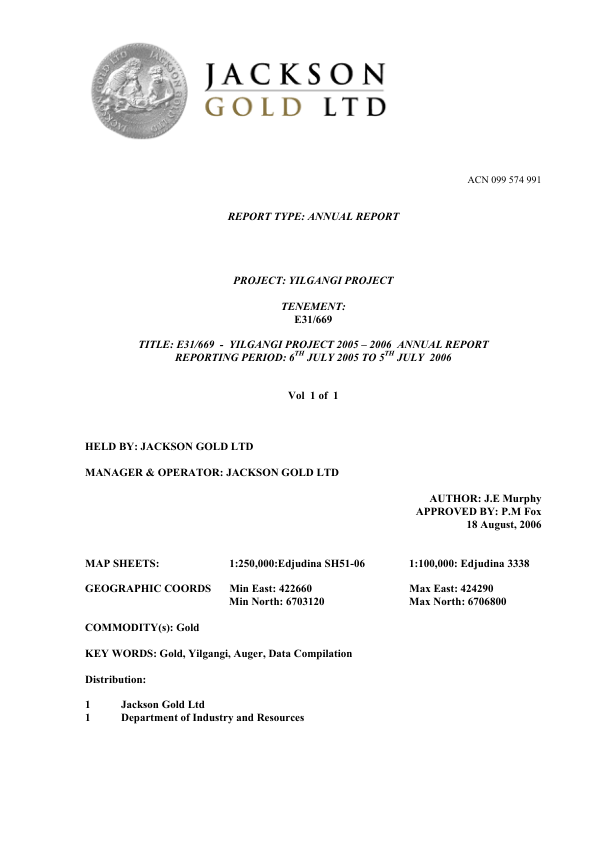 JACKSON GOLD LTD
JACKSON GOLD LTD
JACKSON
GOLD LTD
ACN 099 574 991
REPORT TYPE: ANNUAL REPORT
PROJECT: YILGANGI PROJECT
TENEMENT:
E31/669
TITLE: E31/669 - YILGANGI PROJECT 2005 – 2006 ANNUAL REPORT
REPORTING PERIOD: 6TH JULY 2005 TO 5TH JULY 2006
Vol 1 of 1
HELD BY: JACKSON GOLD LTD
MANAGER & OPERATOR: JACKSON GOLD LTD
AUTHOR: J.E Murphy
APPROVED BY: P.M Fox
18 August, 2006
MAP SHEETS: 1:250,000:Edjudina SH51-06 1:100,000: Edjudina 3338
GEOGRAPHIC COORDS Min East: 422660 Max East: 424290
Min North: 6703120 Max North: 6706800
COMMODITY(s): Gold
KEY WORDS: Gold, Yilgangi, Auger, Data Compilation
Distribution:
1 Jackson Gold Ltd
1 Department of Industry and Resources